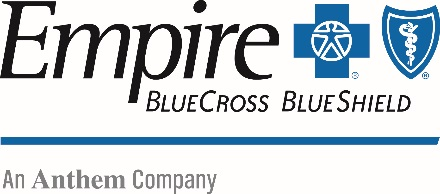 Empire
BLUECROSS BLUESHIELD
An Anthem Company